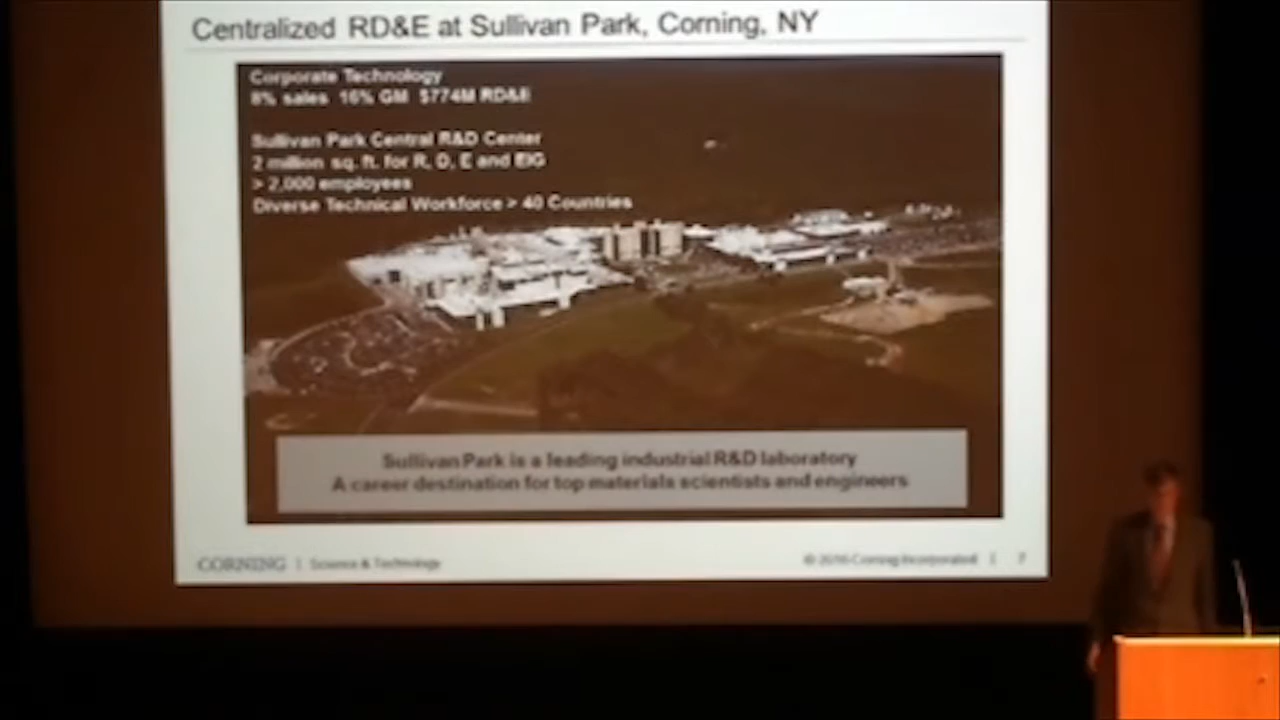 Centralized RD&E at Sullivan Park, Corning, NY
Corporate Technology
8% sales 16% GM $774M RD&E
Sullivan Park Central R&D Center
2 million sq. ft. for R, D, E and EIG
> 2,000 employees
Diverse Technical Workforce > 40 Countries
Sullivan Park is a leading industrial R&D laboratory
A career destination for top materials scientists and engineers
CORNING | Science & Technology
© 2016 Corning Incorporated | 7